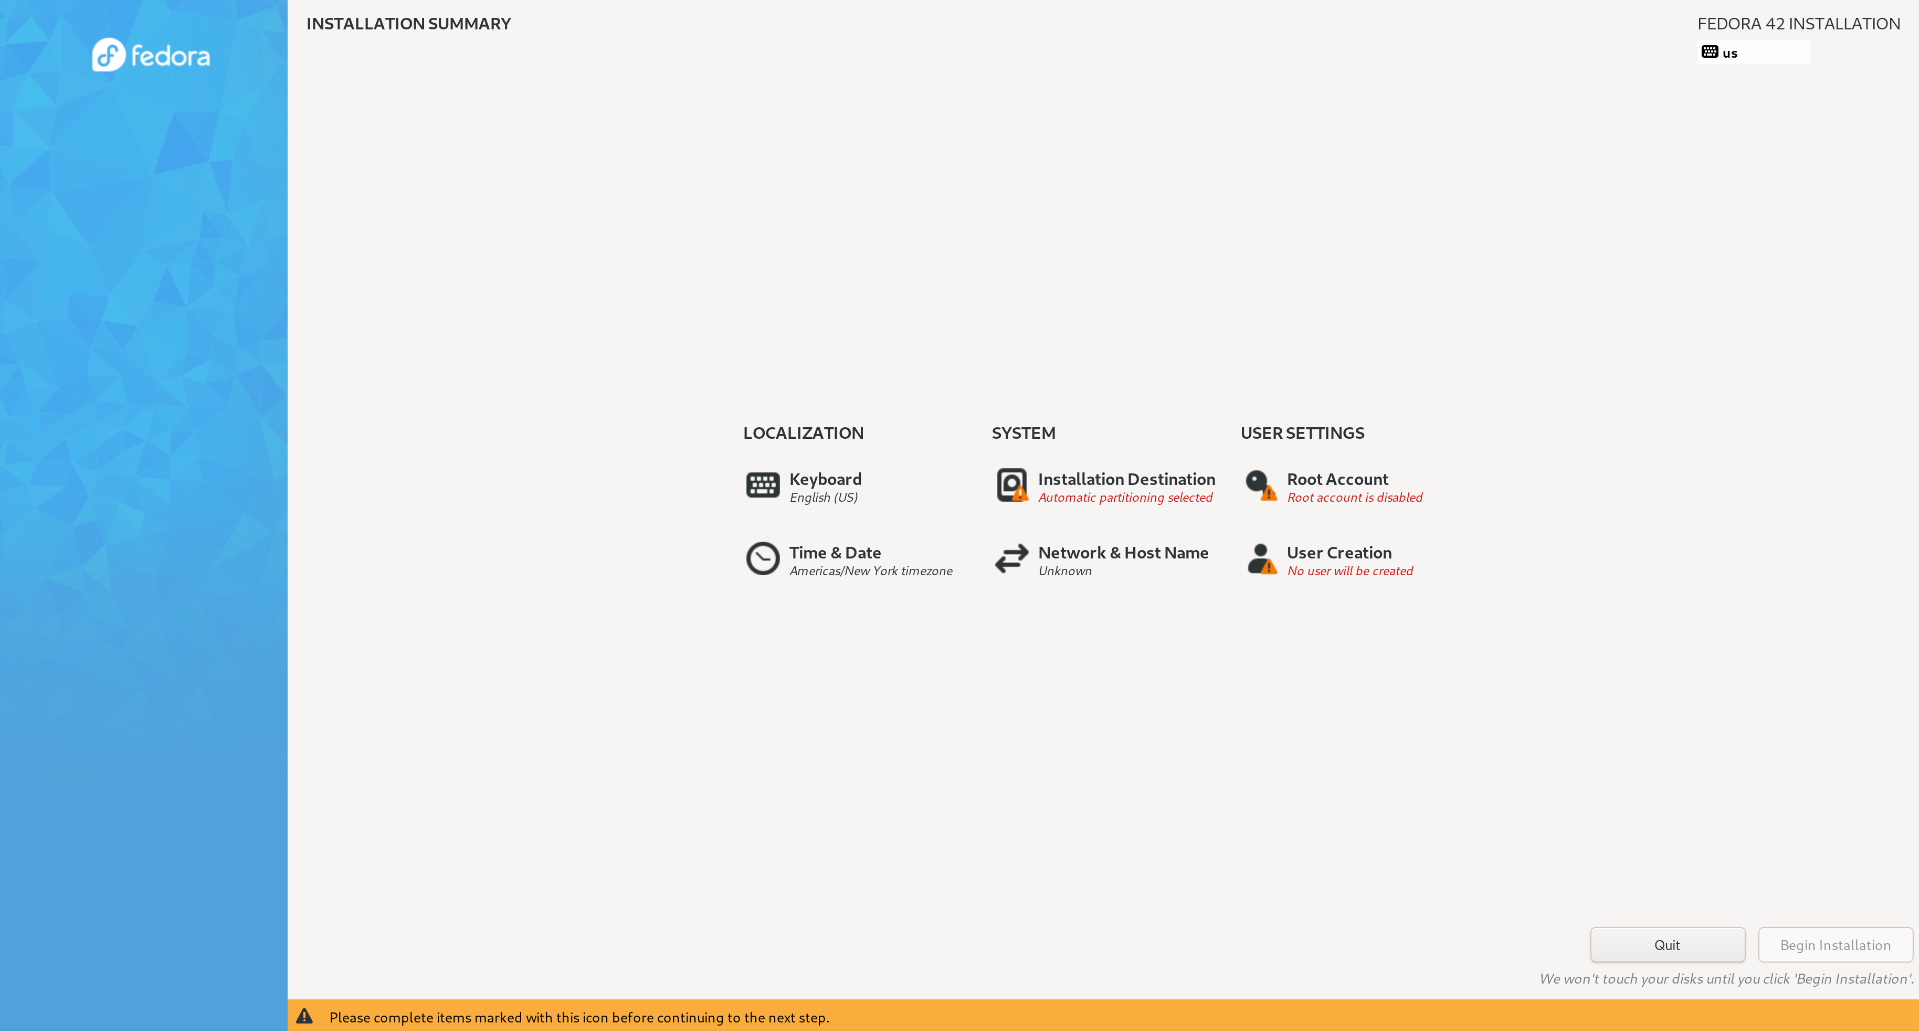 fedora
INSTALLATION SUMMARY
FEDORA 42 INSTALLATION
us
LOCALIZATION
Keyboard
English (US)
Time & Date
Americas/New York timezone
SYSTEM
Installation Destination
Automatic partitioning selected
Network & Host Name
Unknown
USER SETTINGS
Root Account
Root account is disabled
User Creation
No user will be created
Quit
Begin Installation
We won't touch your disks until you click 'Begin Installation'.
Please complete items marked with this icon before continuing to the next step.